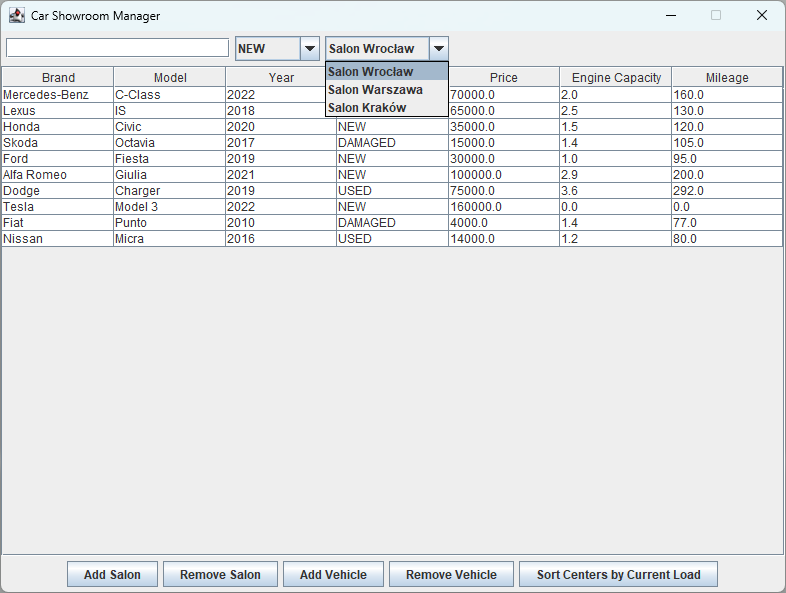 Car Showroom Manager
NEW Salon Wrocław
Salon Wrocław
Salon Warszawa
Salon Kraków
Brand Model Year Price Engine Capacity Mileage
Mercedes-Benz C-Class 2022 70000.0 2.0 160.0
Lexus IS 2018 65000.0 2.5 130.0
Honda Civic 2020 NEW 35000.0 1.5 120.0
Skoda Octavia 2017 DAMAGED 15000.0 1.4 105.0
Ford Fiesta 2019 NEW 30000.0 1.0 95.0
Alfa Romeo Giulia 2021 NEW 100000.0 2.9 200.0
Dodge Charger 2019 USED 75000.0 3.6 292.0
Tesla Model 3 2022 NEW 160000.0 0.0 0.0
Fiat Punto 2010 DAMAGED 4000.0 1.4 77.0
Nissan Micra 2016 USED 14000.0 1.2 80.0
Add Salon Remove Salon Add Vehicle Remove Vehicle Sort Centers by Current Load